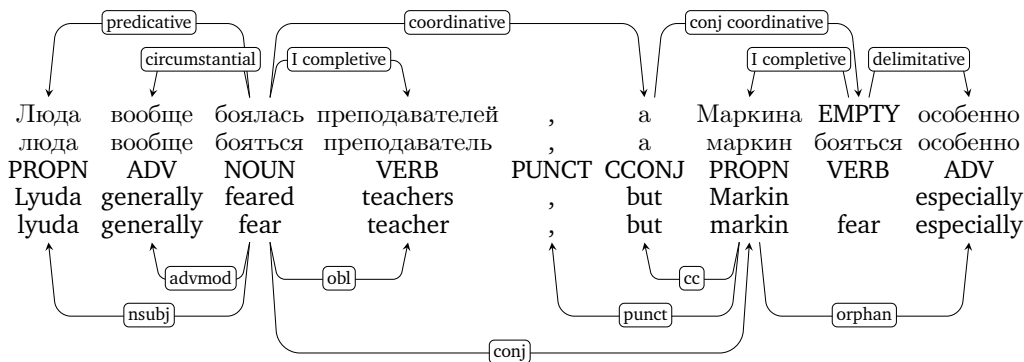 predicative coordinative conj coordinative
circumstantial I completive I completive delimitative
Люда вообще боялась преподавателей , а Маркина EMPTY особенно
люда вообще бояться преподаватель , а маркин бояться особенно
PROPN ADV NOUN VERB PUNCT CCONJ PROPN VERB ADV
Lyuda generally feared teachers , but Markin especially
lyuda generally fear teacher , but markin fear especially
advmod obl cc
nsubj punct orphan
conj